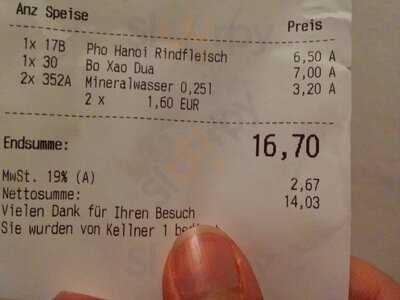 Anz Speise Preis
1x 17B Pho Hanoi Rindfleisch 6,50 A
1x 30 Bo Xao Dua 7,00 A
2x 352A Mineralwasser 0,25l 3,20 A
2 x 1,60 EUR
Endsumme: 16,70
MwSt. 19% (A) 2,67
Nettosumme: 14,03
Vielen Dank für Ihren Besuch
Sie wurden von Kellner 1